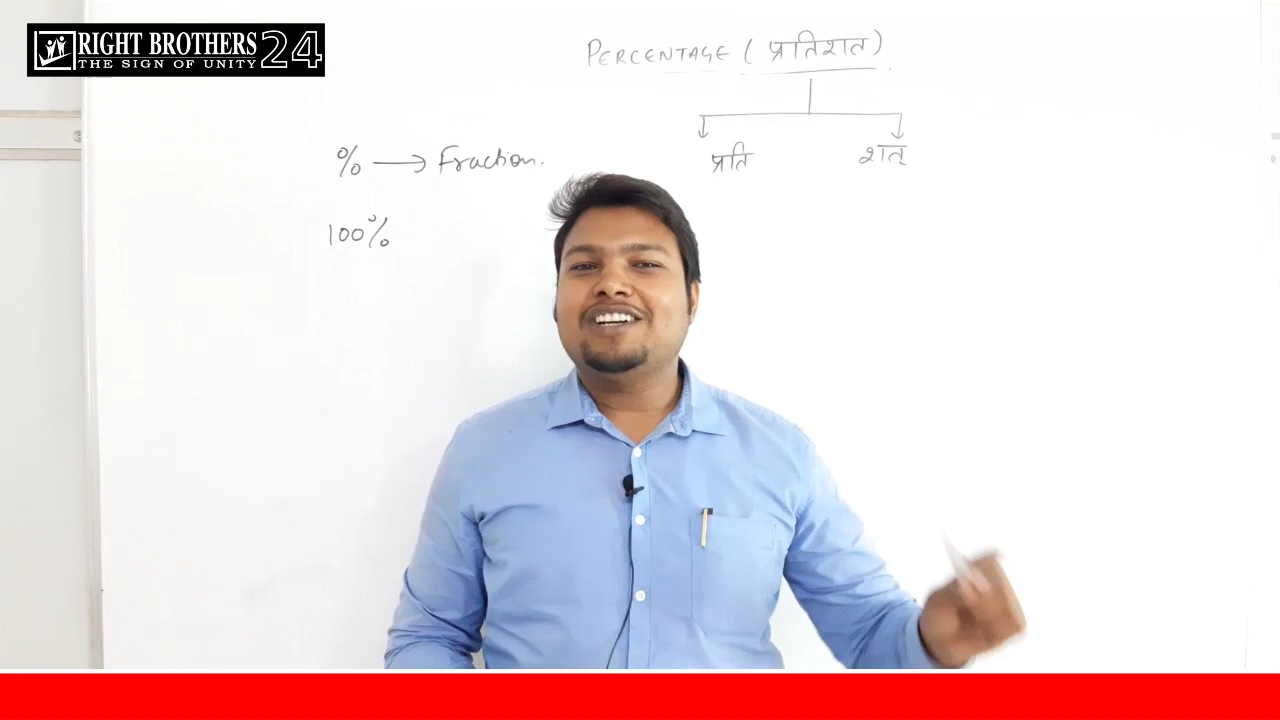 RIGHT BROTHERS 24
THE SIGN OF UNITY
PERCENTAGE ( प्रतिशत )
प्रति शत्
% → Fraction.
100%